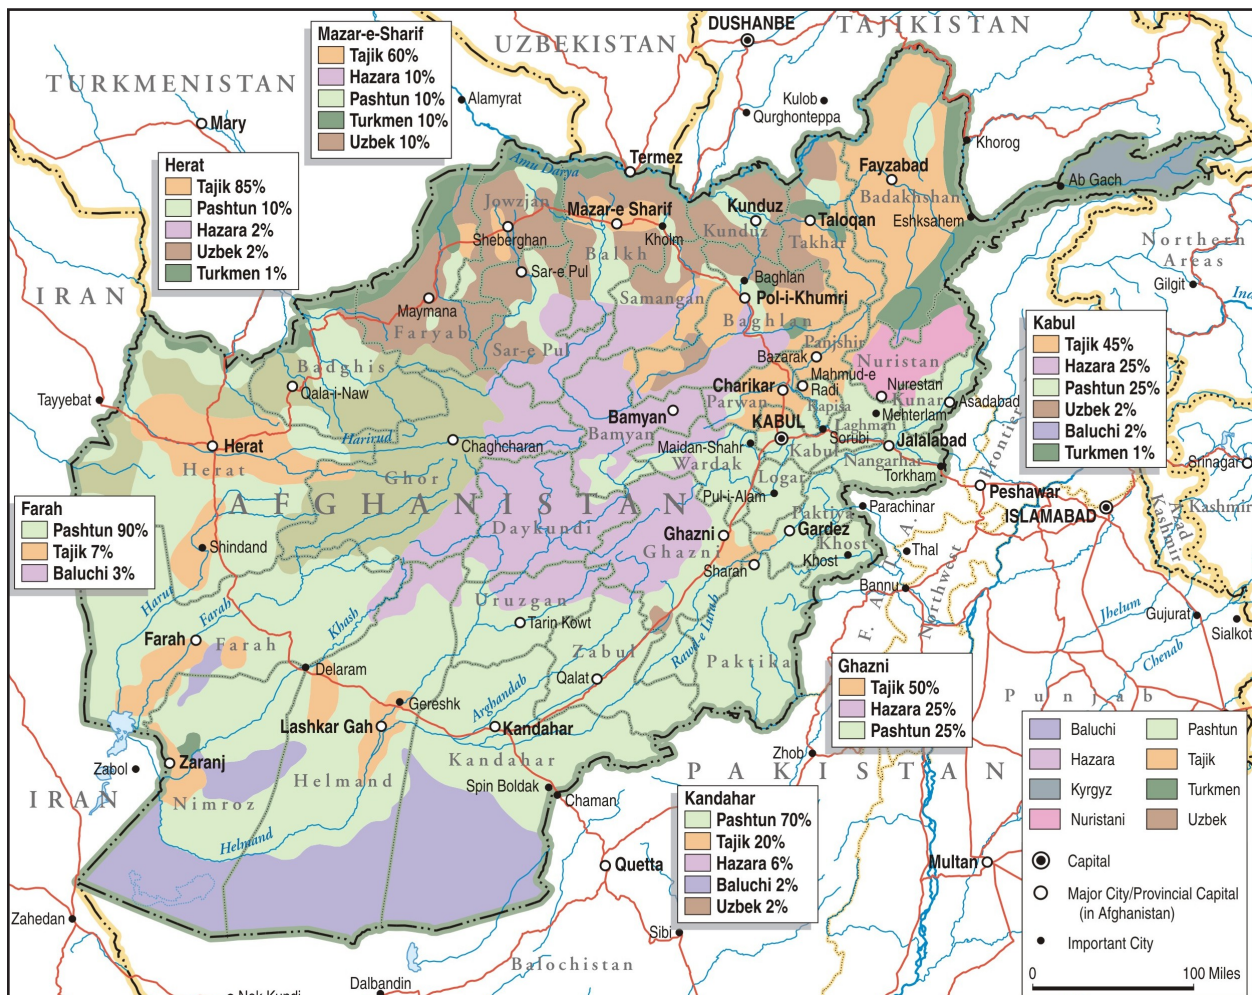 DUSHANBE
TAJIKISTAN
UZBEKISTAN
TURKMENISTAN
Mazar-e-Sharif
Tajik 60%
Hazara 10%
Pashtun 10%
Turkmen 10%
Uzbek 10%
Alamyrat
Kulob
Qurghonteppa
Mary
Khorog
Termez
Amu Darya
Herat
Tajik 85%
Pashtun 10%
Hazara 2%
Uzbek 2%
Turkmen 1%
Fayzabad
Badakhshan
Ab Gach
Eshksahem
Jowzjan
Mazar-e Sharif
Kunduz
Taloqan
Sheberghan
Balkh
Kholm
Kunduz
Takhar
Northern
Areas
Gilgit
Sar-e Pul
Baghlan
IRAN
Maymana
Samangan
Pol-i-Khumri
Faryab
Baghlan
Sar-e Pul
Panjshir
Bazarak
Nuristan
Badghis
Mahmud-e
Radi
Nurestan
Qala-i-Naw
Charikar
Parwan
Kapisa
Kunar
Asadabad
Mehterlam
Tayyebat
Bamyan
Bamyan
KABUL
Laghman
Sorubi
Jalalabad
Herat
Harirud
Chaghcharan
Maidan-Shahr
Kabul
Wardak
Nangarhar
Torkham
Herat
Ghor
Logar
Pul-i-Alam
Kabul
Tajik 45%
Hazara 25%
Pashtun 25%
Uzbek 2%
Baluchi 2%
Turkmen 1%
Srinagar
Frontier
Peshawar
ISLAMABAD
Azad
Kashmir
Kashmir
AFGHANISTAN
Daykundi
Ghazni
Ghazni
Paktiya
Parachinar
Gardez
Khost
Khost
Thal
Sharah
Bannu
F.A.T.A.
Northwest
Farah
Pashtun 90%
Tajik 7%
Baluchi 3%
Shindand
Harut
Farah
Khash
Uruzgan
Tarin Kowt
Jhelum
Gujurat
Sialkot
Chenab
Farah
Farah
Zabul
Rawd-e Lurah
Paktika
Delaram
Qalat
Arghandab
Gereshk
Lashkar Gah
Kandahar
Punjab
Ghazni
Tajik 50%
Hazara 25%
Pashtun 25%
Zabol
Zaranj
Kandahar
Helmand
Zhob
PAKISTAN
IRAN
Nimroz
Spin Boldak
Chaman
Helmand
Kandahar
Pashtun 70%
Tajik 20%
Hazara 6%
Baluchi 2%
Uzbek 2%
Quetta
Multan
Zahedan
Sibi
Balochistan
Dalbandin
Baluchi
Pashtun
Hazara
Tajik
Kyrgyz
Turkmen
Nuristani
Uzbek
Capital
Major City/Provincial Capital
(in Afghanistan)
Important City
0
100 Miles